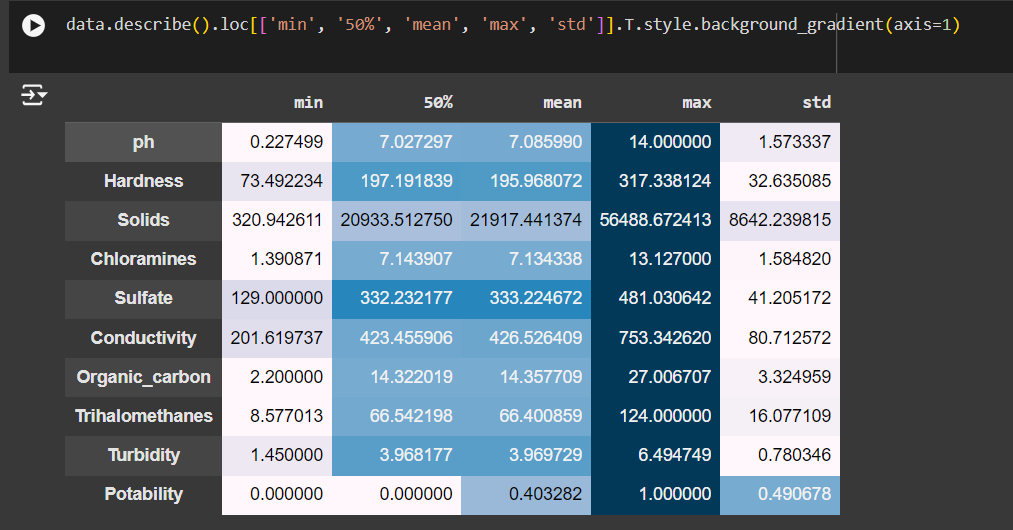 data.describe().loc[['min', '50%', 'mean', 'max', 'std']].T.style.background_gradient(axis=1)
min 50% mean max std
ph 0.227499 7.027297 7.085990 14.000000 1.573337
Hardness 73.492234 197.191839 195.968072 317.338124 32.635085
Solids 320.942611 20933.512750 21917.441374 56488.672413 8642.239815
Chloramines 1.390871 7.143907 7.134338 13.127000 1.584820
Sulfate 129.000000 332.232177 333.224672 481.030642 41.205172
Conductivity 201.619737 423.455906 426.526409 753.342620 80.712572
Organic_carbon 2.200000 14.322019 14.357709 27.006707 3.324959
Trihalomethanes 8.577013 66.542198 66.400859 124.000000 16.077109
Turbidity 1.450000 3.968177 3.969729 6.494749 0.780346
Potability 0.000000 0.000000 0.403282 1.000000 0.490678